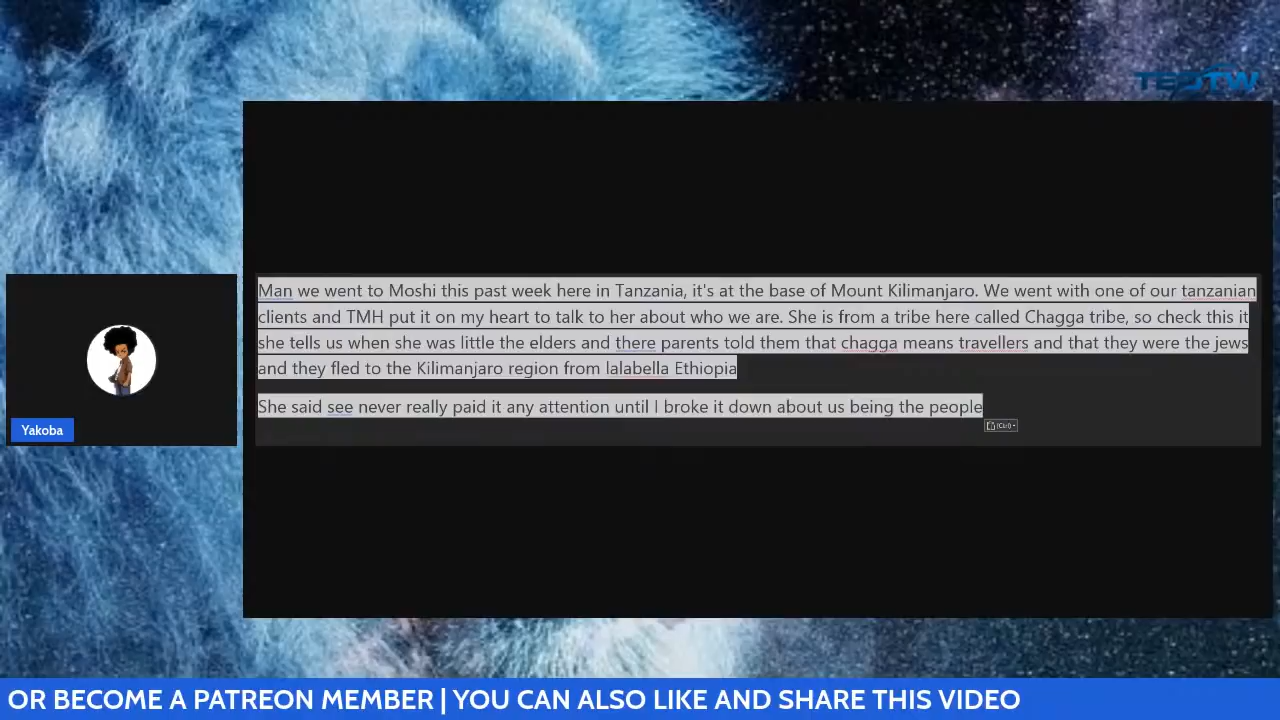 TSDTW
Man we went to Moshi this past week here in Tanzania, it's at the base of Mount Kilimanjaro. We went with one of our tanzanian
clients and TMH put it on my heart to talk to her about who we are. She is from a tribe here called Chagga tribe, so check this it
she tells us when she was little the elders and there parents told them that chagga means travellers and that they were the jews
and they fled to the Kilimanjaro region from lalabella Ethiopia
She said see never really paid it any attention until I broke it down about us being the people
(Ctrl)
Yakoba
OR BECOME A PATREON MEMBER | YOU CAN ALSO LIKE AND SHARE THIS VIDEO